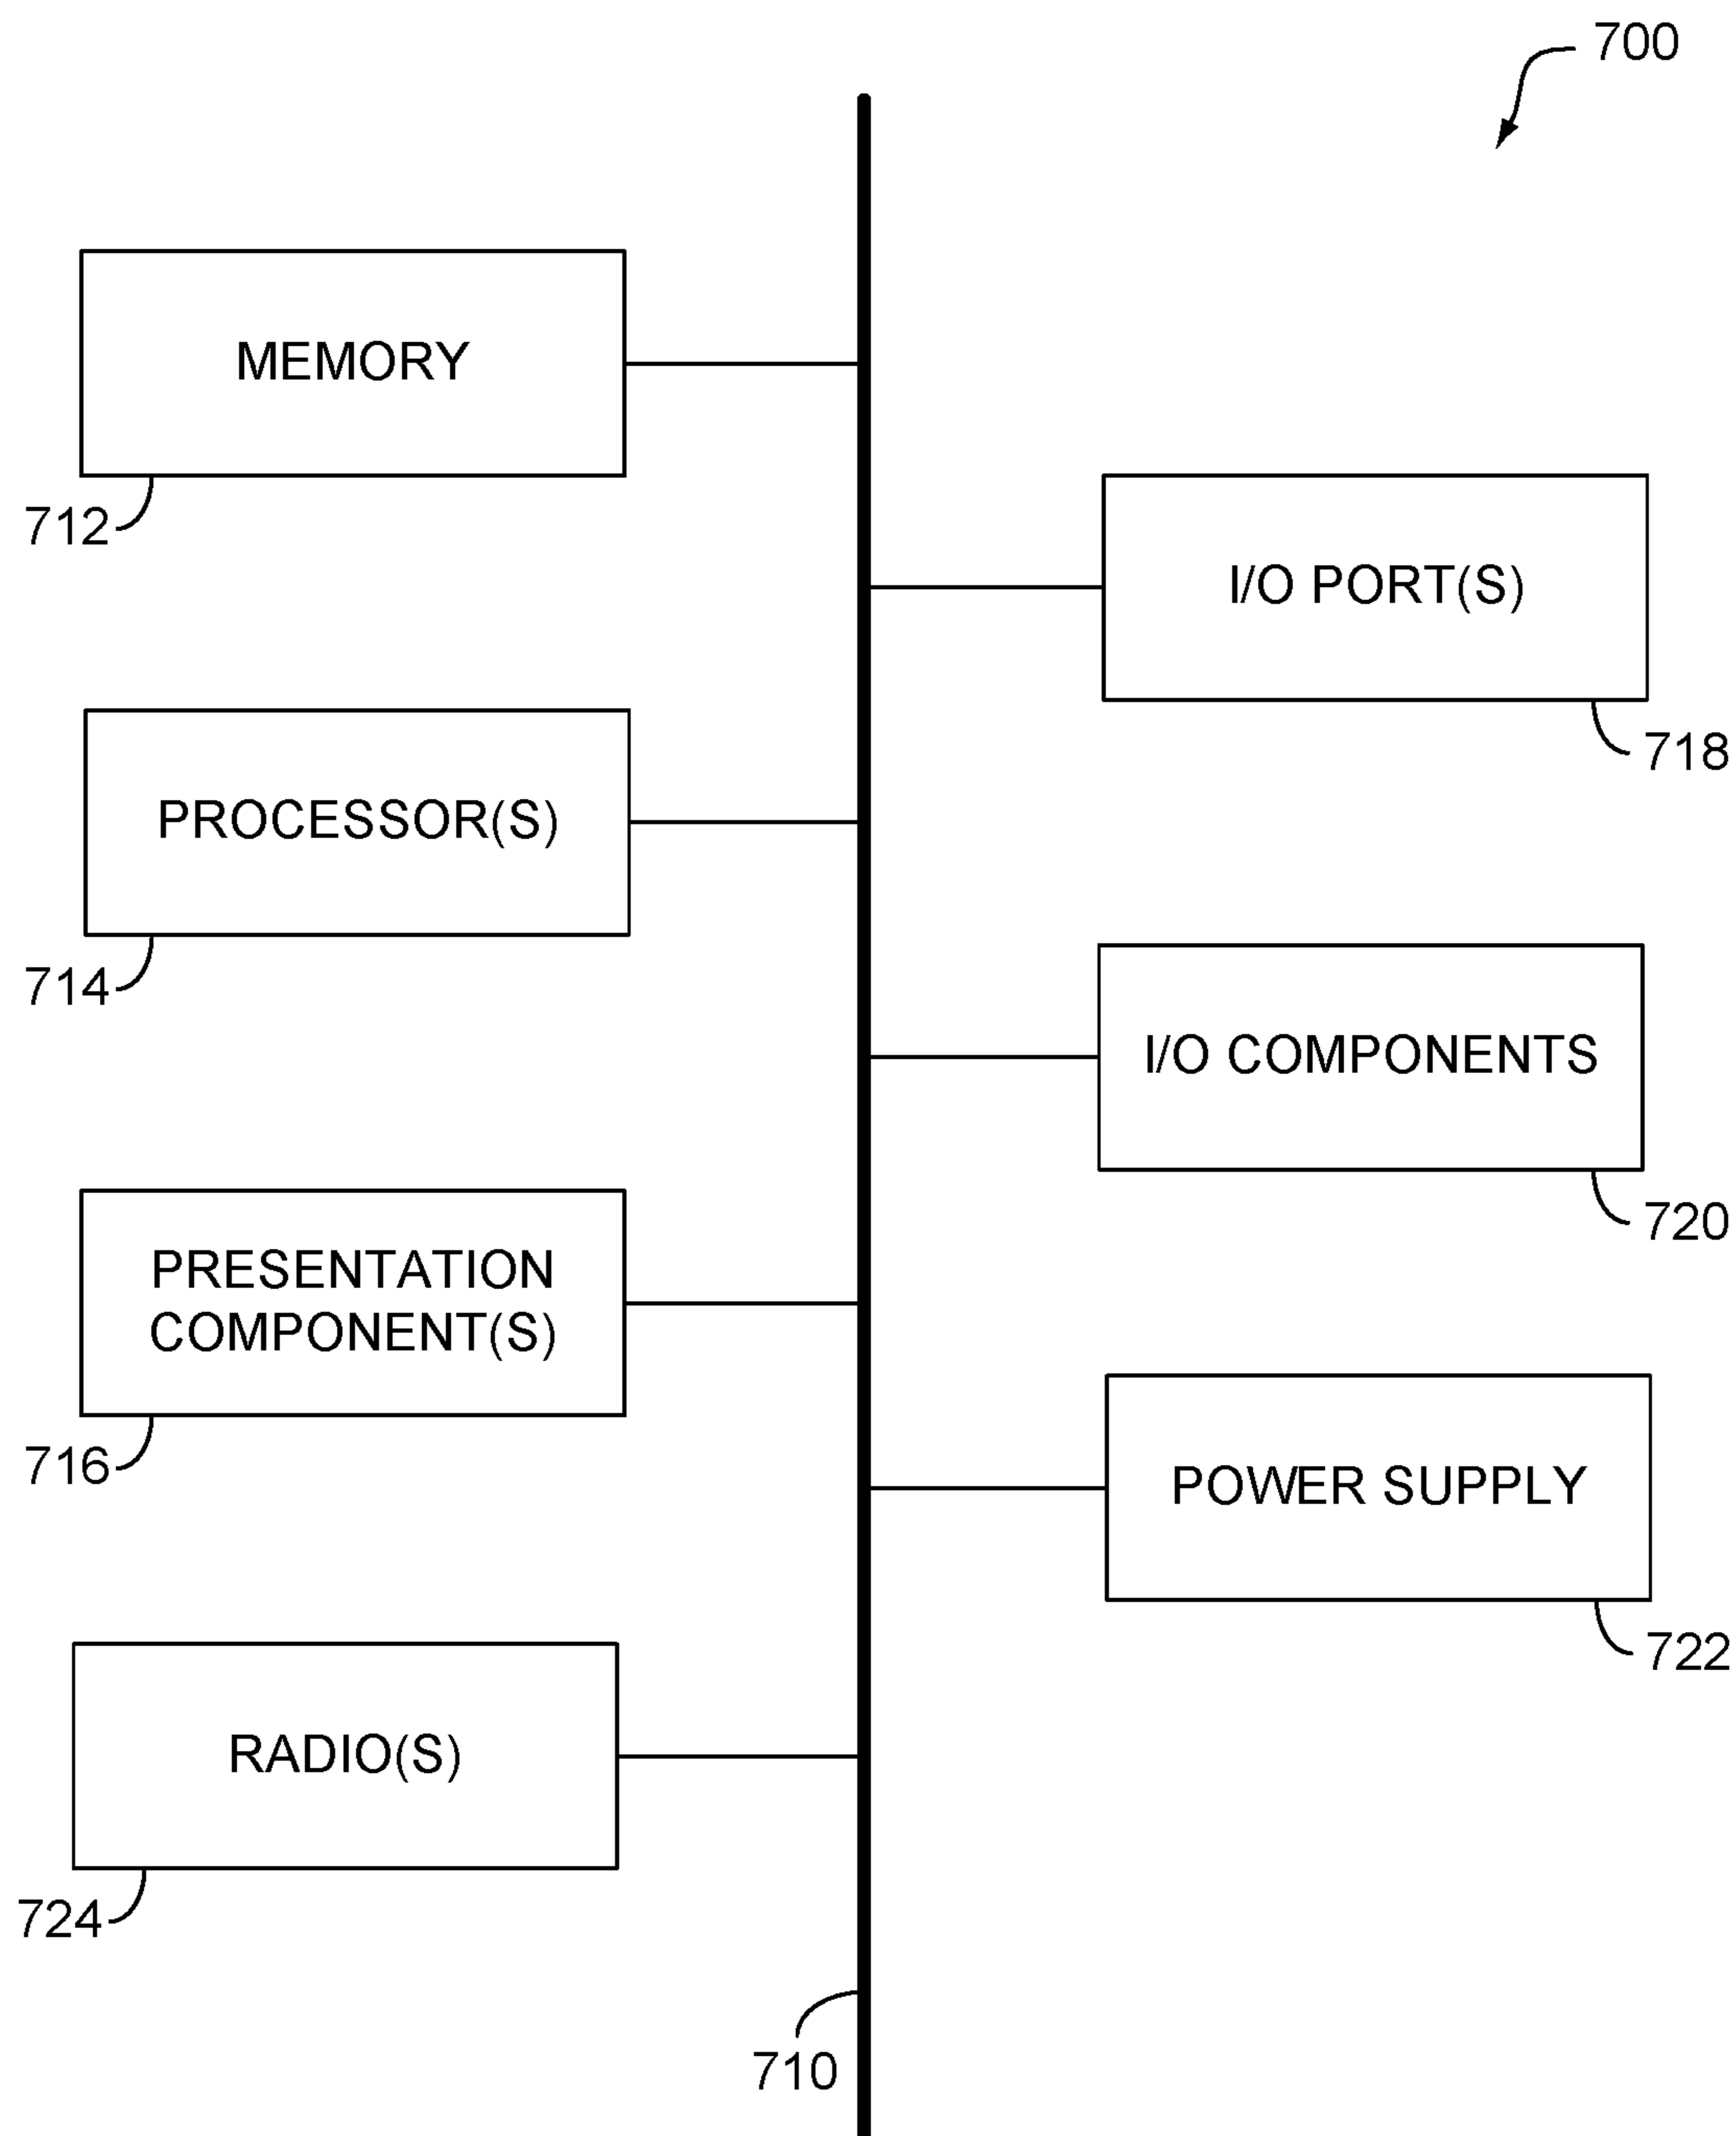 700
MEMORY
712
I/O PORT(S)
718
PROCESSOR(S)
714
I/O COMPONENTS
720
PRESENTATION
COMPONENT(S)
716
POWER SUPPLY
722
RADIO(S)
724
710